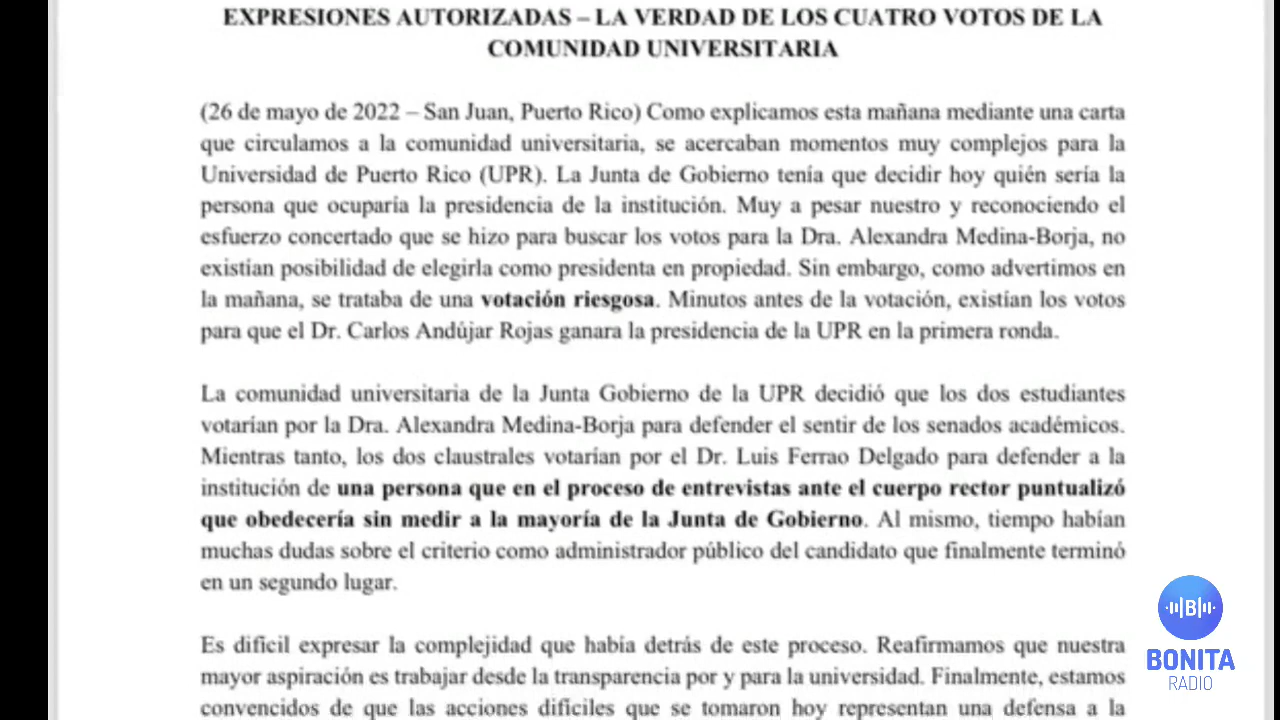 EXPRESIONES AUTORIZADAS – LA VERDAD DE LOS CUATRO VOTOS DE LA
COMUNIDAD UNIVERSITARIA
(26 de mayo de 2022 – San Juan, Puerto Rico) Como explicamos esta mañana mediante una carta
que circulamos a la comunidad universitaria, se acercaban momentos muy complejos para la
Universidad de Puerto Rico (UPR). La Junta de Gobierno tenía que decidir hoy quién sería la
persona que ocuparía la presidencia de la institución. Muy a pesar nuestro y reconociendo el
esfuerzo concertado que se hizo para buscar los votos para la Dra. Alexandra Medina-Borja, no
existían posibilidad de elegirla como presidenta en propiedad. Sin embargo, como advertimos en
la mañana, se trataba de una votación riesgosa. Minutos antes de la votación, existían los votos
para que el Dr. Carlos Andújar Rojas ganara la presidencia de la UPR en la primera ronda.
La comunidad universitaria de la Junta Gobierno de la UPR decidió que los dos estudiantes
votarían por la Dra. Alexandra Medina-Borja para defender el sentir de los senados académicos.
Mientras tanto, los dos claustrales votarían por el Dr. Luis Ferrao Delgado para defender a la
institución de una persona que en el proceso de entrevistas ante el cuerpo rector puntualizó
que obedecería sin medir a la mayoría de la Junta de Gobierno. Al mismo, tiempo habían
muchas dudas sobre el criterio como administrador público del candidato que finalmente terminó
en un segundo lugar.
Es difícil expresar la complejidad que había detrás de este proceso. Reafirmamos que nuestra
mayor aspiración es trabajar desde la transparencia por y para la universidad. Finalmente, estamos
convencidos de que las acciones difíciles que se tomaron hoy representan una defensa a la
B
BONITA
RADIO